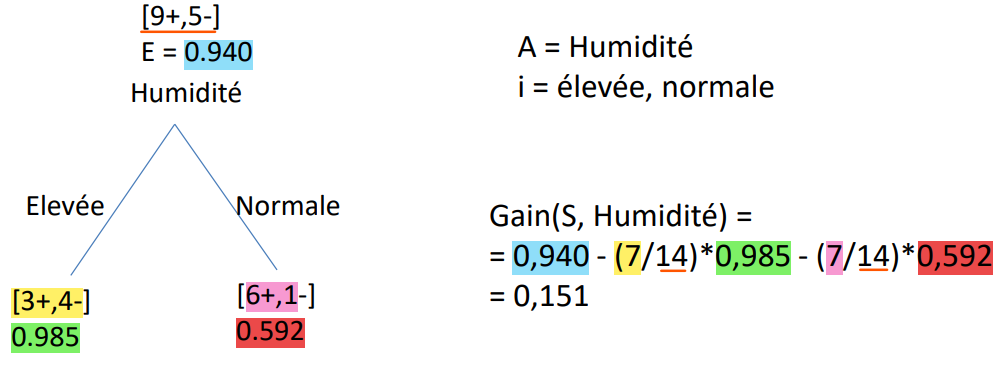 [9+,5-]
E = 0.940
Humidité
Elevée
Normale
[3+,4-]
0.985
[6+,1-]
0.592
A = Humidité
i = élevée, normale
Gain(S, Humidité) =
= 0,940 - (7/14)*0,985 - (7/14)*0,592
= 0,151